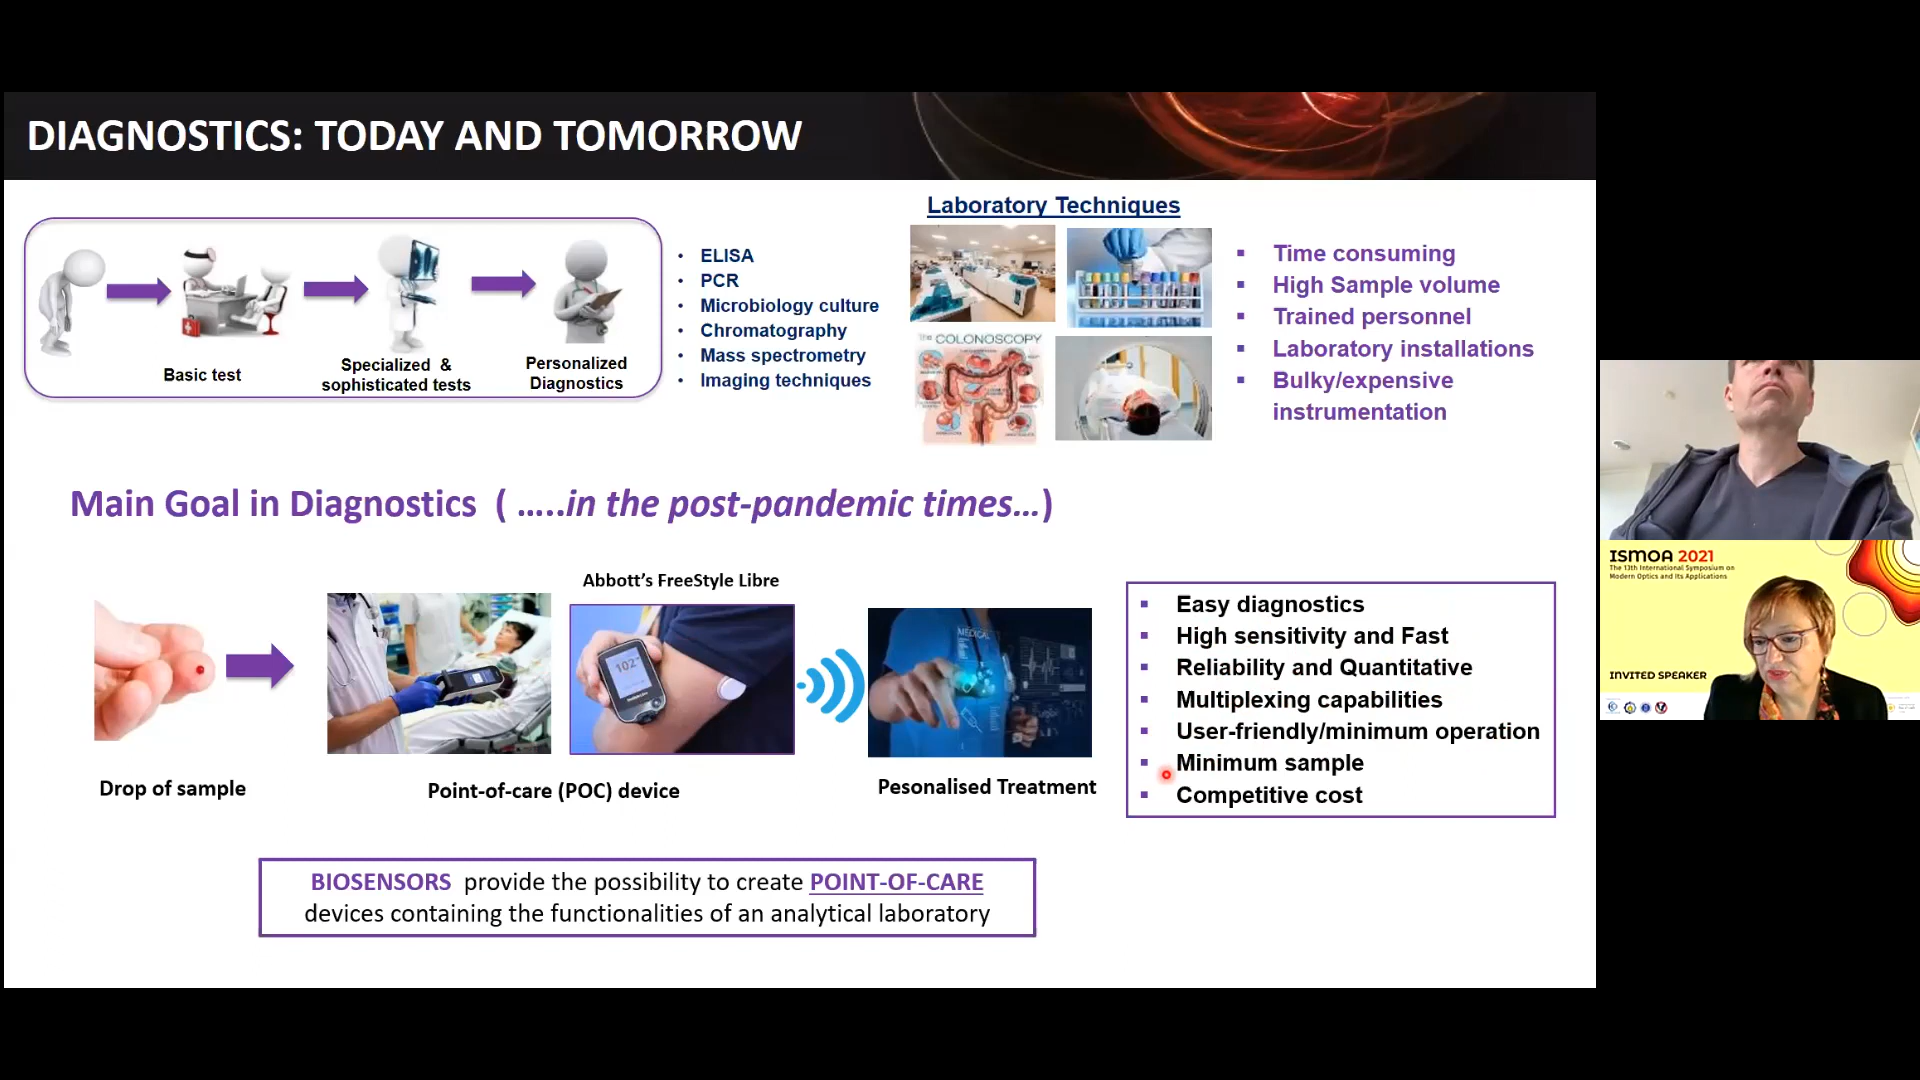 DIAGNOSTICS: TODAY AND TOMORROW
Basic test
Specialized &
sophisticated tests
Personalized
Diagnostics
• ELISA
• PCR
• Microbiology culture
• Chromatography
• Mass spectrometry
• Imaging techniques
Laboratory Techniques
The COLONOSCOPY
▪ Time consuming
▪ High Sample volume
▪ Trained personnel
▪ Laboratory installations
▪ Bulky/expensive
instrumentation
Main Goal in Diagnostics ( …..in the post-pandemic times…)
Drop of sample
Abbott's FreeStyle Libre
102
Point-of-care (POC) device
MEDICAL
Pesonalised Treatment
▪ Easy diagnostics
▪ High sensitivity and Fast
▪ Reliability and Quantitative
▪ Multiplexing capabilities
▪ User-friendly/minimum operation
▪ Minimum sample
▪ Competitive cost
BIOSENSORS provide the possibility to create POINT-OF-CARE
devices containing the functionalities of an analytical laboratory
ISMOA 2021
The 13th International Symposium on
Modern Optics and Its Applications
INVITED SPEAKER